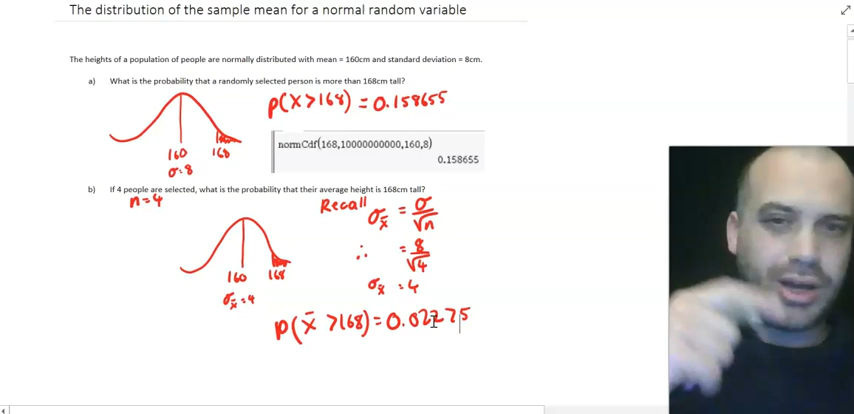 The distribution of the sample mean for a normal random variable
The heights of a population of people are normally distributed with mean = 160cm and standard deviation = 8cm.
a) What is the probability that a randomly selected person is more than 168cm tall?
P(X>168) = 0.158655
160 168
σ=8
normCdf(168,10000000000,160,8)
0.158655
b) If 4 people are selected, what is the probability that their average height is 168cm tall?
n=4
Recall σx̄ = σ/√n
∴ = 8/√4
σx̄ = 4
160 168
σx̄ = 4
P(x̄ >168) = 0.02275